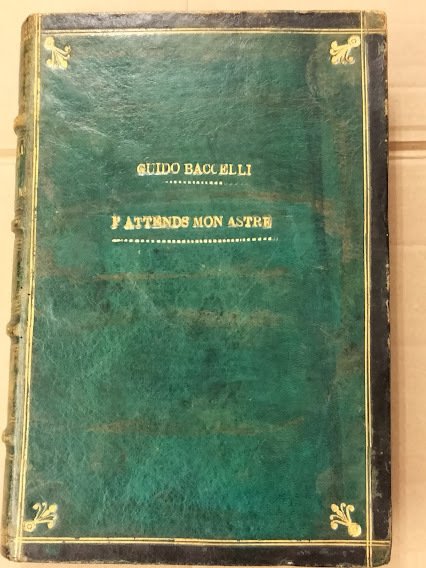 GUIDO BACCELLI
J'ATTENDS MON ASTRE